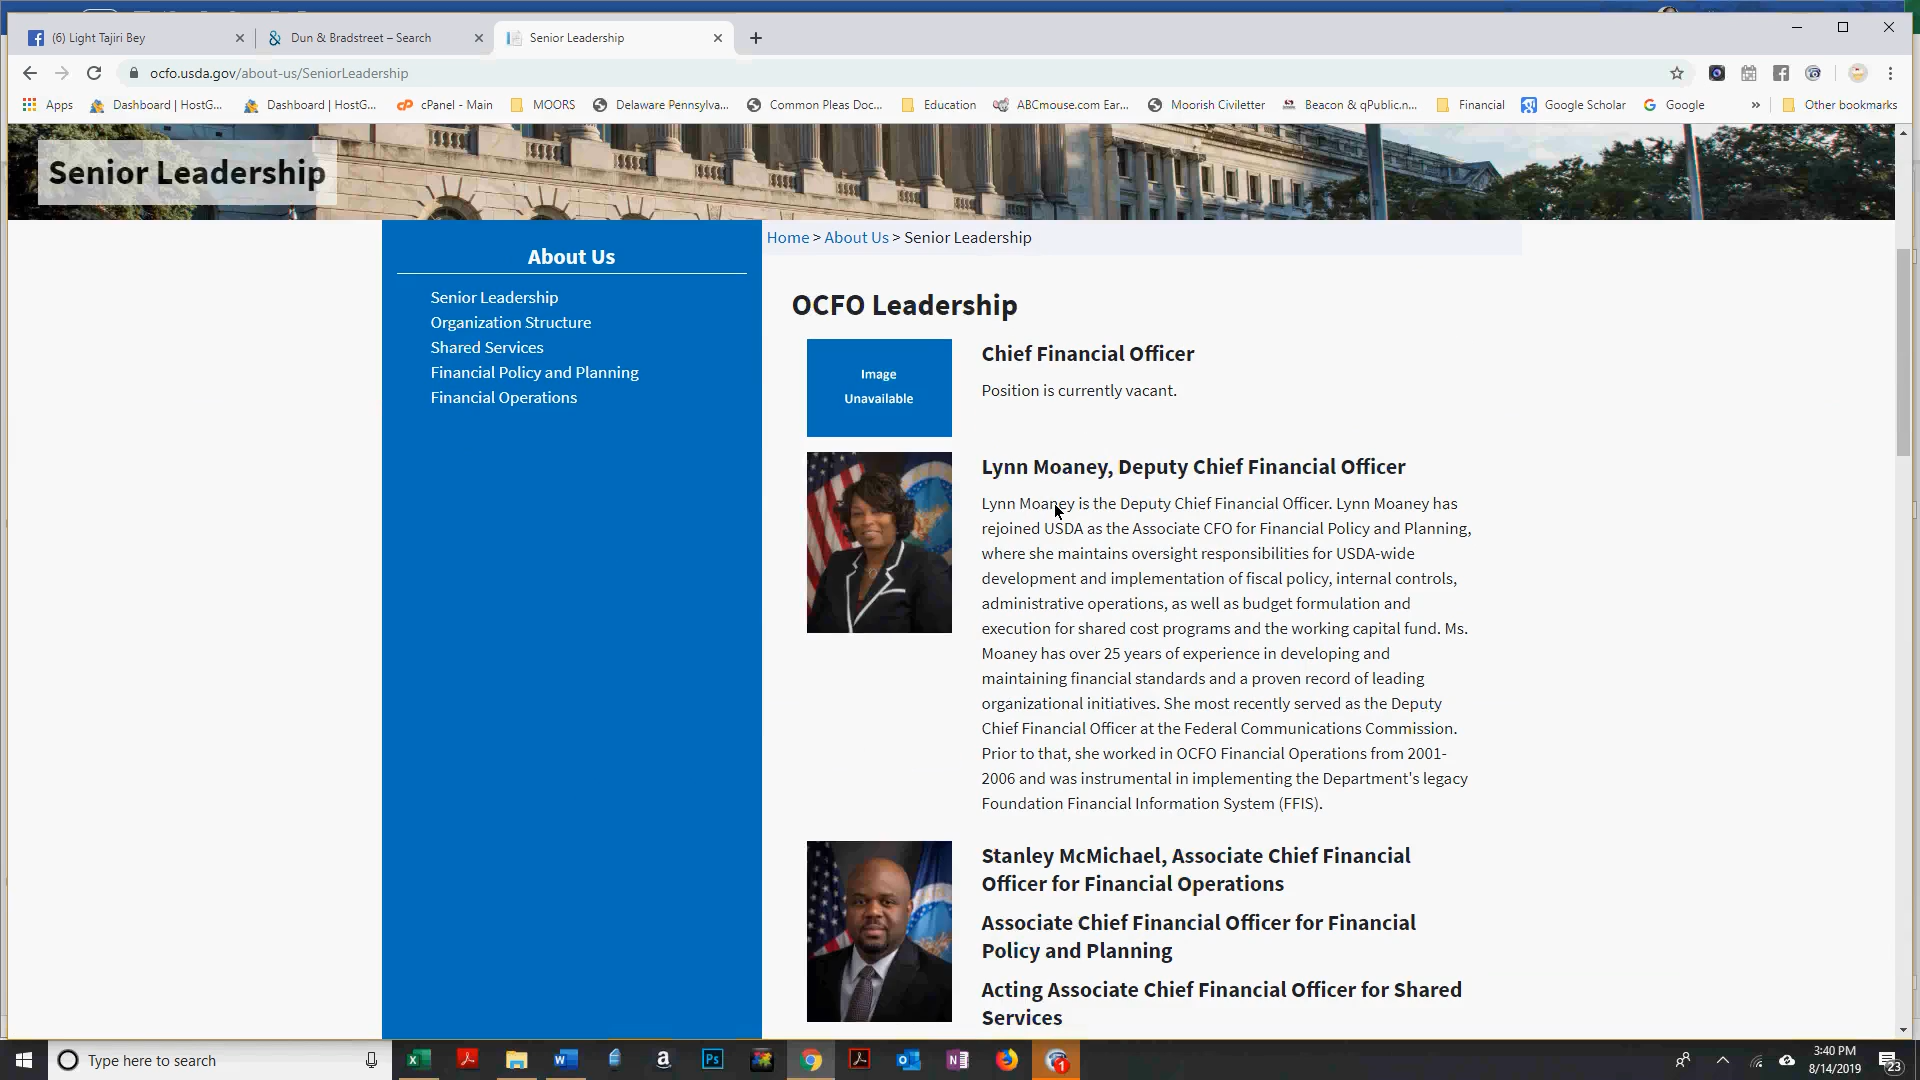 (6) Light Tajiri Bey
Dun & Bradstreet – Search
Senior Leadership
ocfo.usda.gov/about-us/SeniorLeadership
Apps
Dashboard | HostG...
Dashboard | HostG...
cPanel - Main
MOORS
Delaware Pennsylva...
Common Pleas Doc...
Education
ABCmouse.com Ear...
Moorish Civiletter
Beacon & qPublic.n...
Financial
Google Scholar
Google
»
Other bookmarks
Senior Leadership
About Us
Senior Leadership
Organization Structure
Shared Services
Financial Policy and Planning
Financial Operations
Home > About Us > Senior Leadership
OCFO Leadership
Image
Unavailable
Chief Financial Officer
Position is currently vacant.
Lynn Moaney, Deputy Chief Financial Officer
Lynn Moaney is the Deputy Chief Financial Officer. Lynn Moaney has
rejoined USDA as the Associate CFO for Financial Policy and Planning,
where she maintains oversight responsibilities for USDA-wide
development and implementation of fiscal policy, internal controls,
administrative operations, as well as budget formulation and
execution for shared cost programs and the working capital fund. Ms.
Moaney has over 25 years of experience in developing and
maintaining financial standards and a proven record of leading
organizational initiatives. She most recently served as the Deputy
Chief Financial Officer at the Federal Communications Commission.
Prior to that, she worked in OCFO Financial Operations from 2001-
2006 and was instrumental in implementing the Department's legacy
Foundation Financial Information System (FFIS).
Stanley McMichael, Associate Chief Financial
Officer for Financial Operations
Associate Chief Financial Officer for Financial
Policy and Planning
Acting Associate Chief Financial Officer for Shared
Services
Type here to search
3:40 PM
8/14/2019
23